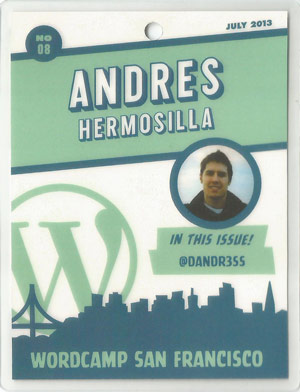 NO
08
JULY 2013
ANDRES
HERMOSILLA
IN THIS ISSUE!
@DANDR3SS
W
WORDCAMP SAN FRANCISCO